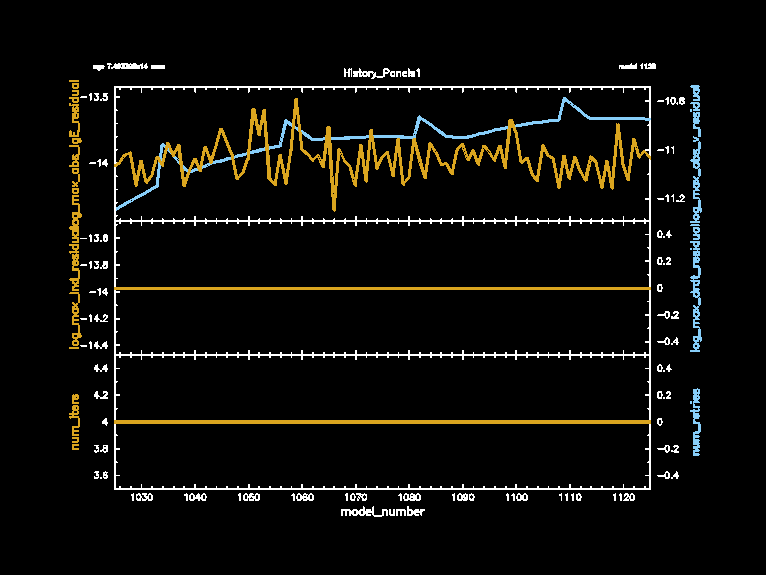 History_Panels1
log_max_abs_lgE_residual
-13.5
-14
-10.8
-11
-11.2
log_max_abs_v_residual
log_max_lnd_residual
-13.6
-13.8
-14
-14.2
-14.4
0.4
0.2
0
-0.2
-0.4
log_max_drdt_residual
num_iters
4.4
4.2
4
3.8
3.6
0.4
0.2
0
-0.2
-0.4
num_retries
1030 1040 1050 1060 1070 1080 1090 1100 1110 1120
model_number